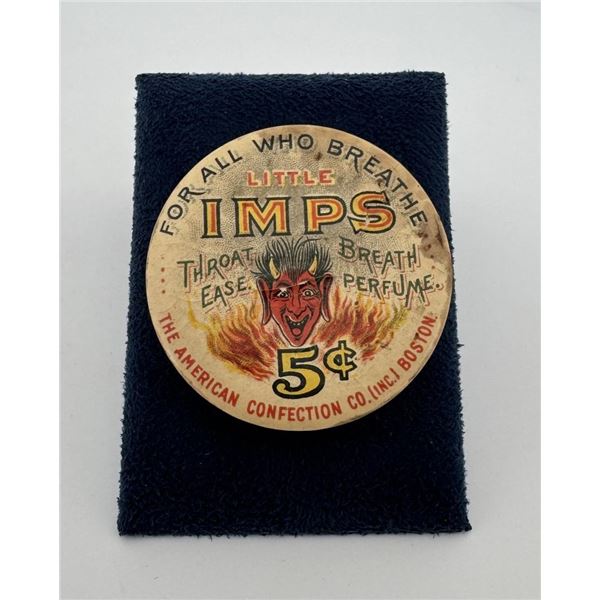 FOR ALL WHO BREATHE
LITTLE
IMPS
THROAT EASE.
BREATH PERFUME.
5¢
THE AMERICAN CONFECTION CO. (INC.) BOSTON.